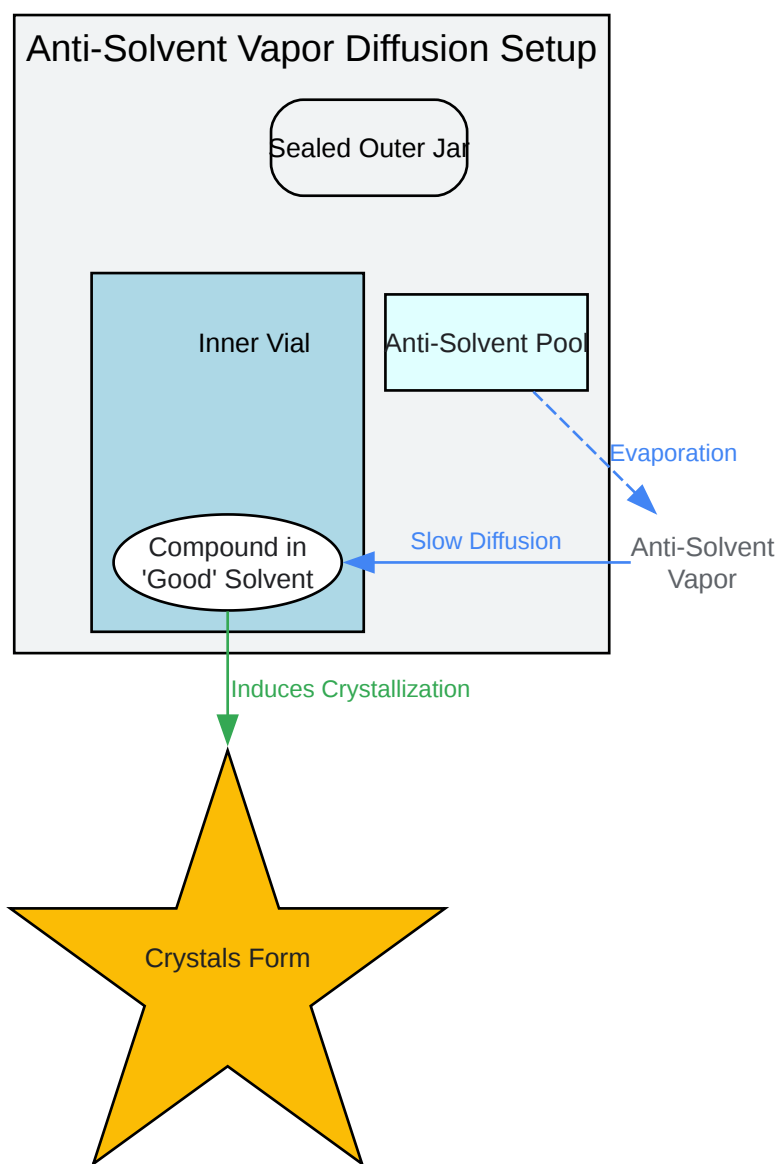 Anti-Solvent Vapor Diffusion Setup
Sealed Outer Jar
Inner Vial
Anti-Solvent Pool
Evaporation
Slow Diffusion
Anti-Solvent
Vapor
Compound in
'Good' Solvent
Induces Crystallization
Crystals Form